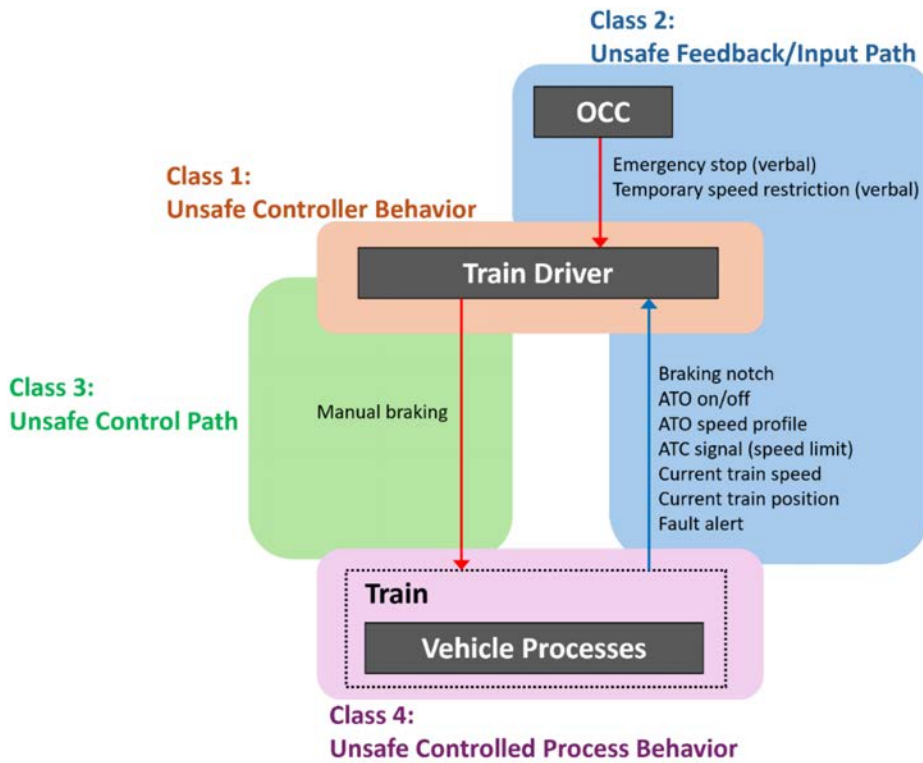 Class 2:
Unsafe Feedback/Input Path
OCC
Emergency stop (verbal)
Temporary speed restriction (verbal)
Class 1:
Unsafe Controller Behavior
Train Driver
Class 3:
Unsafe Control Path
Manual braking
Braking notch
ATO on/off
ATO speed profile
ATC signal (speed limit)
Current train speed
Current train position
Fault alert
Train
Vehicle Processes
Class 4:
Unsafe Controlled Process Behavior